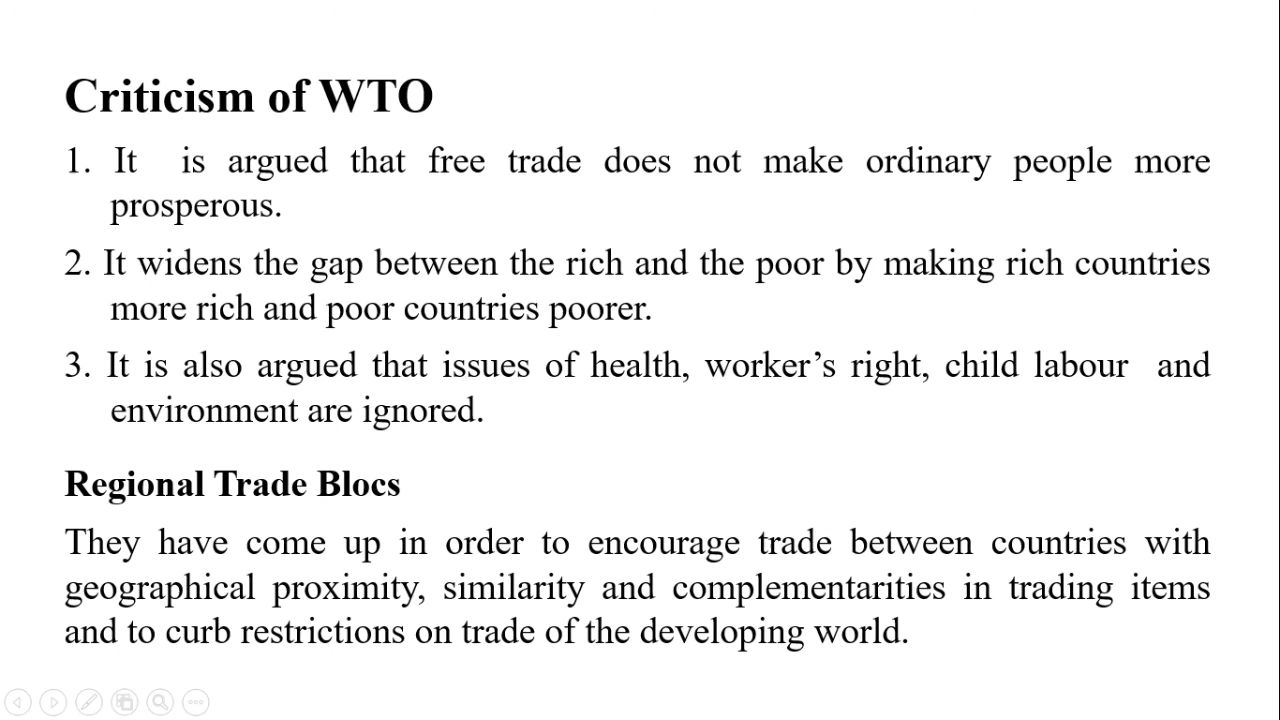 Criticism of WTO
1. It is argued that free trade does not make ordinary people more
prosperous.
2. It widens the gap between the rich and the poor by making rich countries
more rich and poor countries poorer.
3. It is also argued that issues of health, worker’s right, child labour and
environment are ignored.
Regional Trade Blocs
They have come up in order to encourage trade between countries with
geographical proximity, similarity and complementarities in trading items
and to curb restrictions on trade of the developing world.